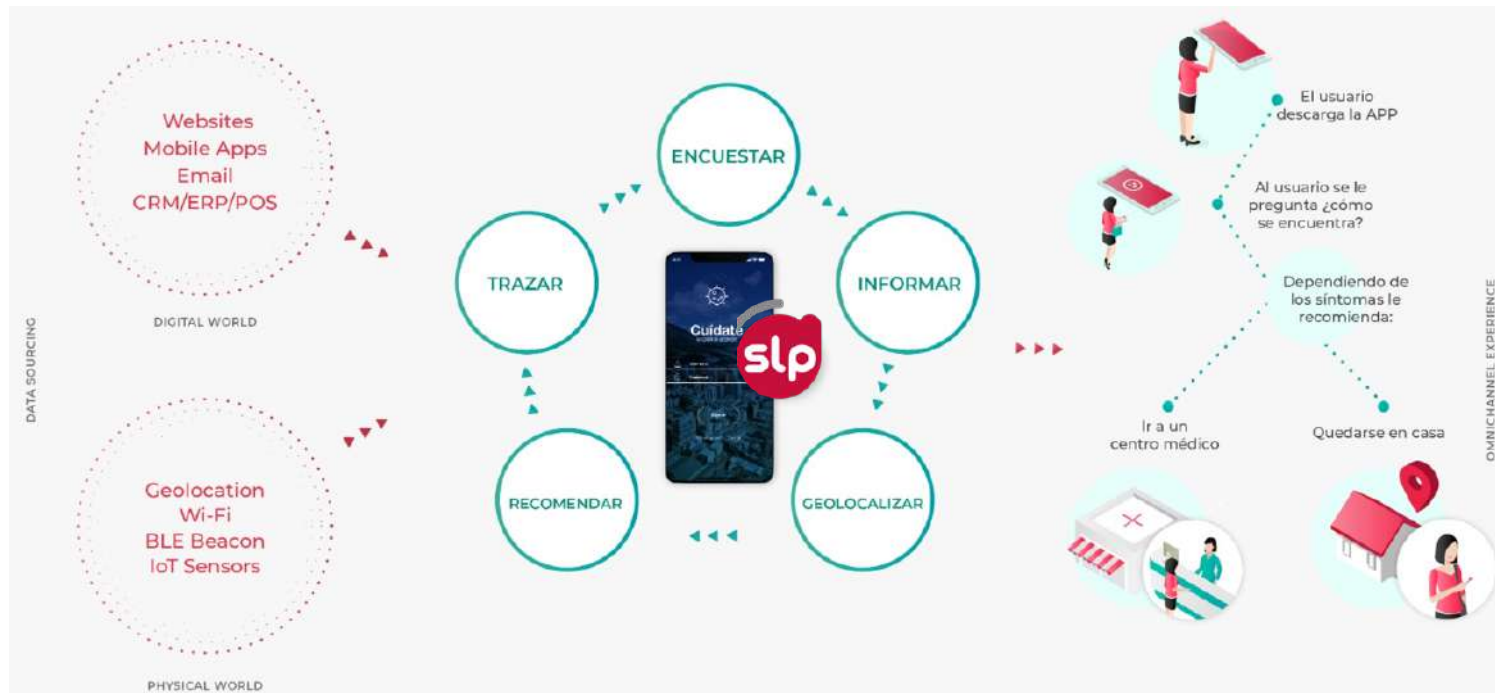 DATA SOURCING
Websites
Mobile Apps
Email
CRM/ERP/POS
DIGITAL WORLD
Geolocation
Wi-Fi
BLE Beacon
IoT Sensors
PHYSICAL WORLD
ENCUESTAR
TRAZAR
INFORMAR
RECOMENDAR
GEOLOCALIZAR
Guídate
slp
El usuario
descarga la APP
Al usuario se le
pregunta ¿cómo
se encuentra?
Dependiendo de
los síntomas le
recomienda:
Ir a un
centro médico
Quedarse en casa
OMNICHANNEL EXPERIENCE